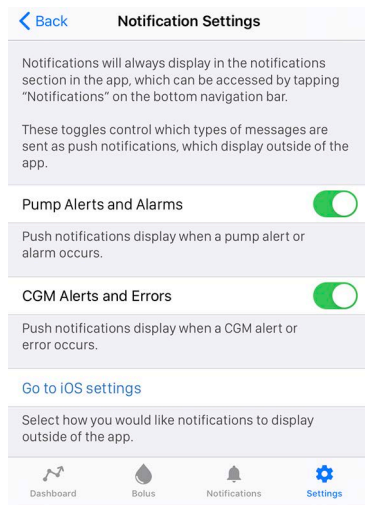 Back
Notification Settings
Notifications will always display in the notifications
section in the app, which can be accessed by tapping
“Notifications” on the bottom navigation bar.
These toggles control which types of messages are
sent as push notifications, which display outside of the
app.
Pump Alerts and Alarms
Push notifications display when a pump alert or
alarm occurs.
CGM Alerts and Errors
Push notifications display when a CGM alert or
error occurs.
Go to iOS settings
Select how you would like notifications to display
outside of the app.
Dashboard
Bolus
Notifications
Settings